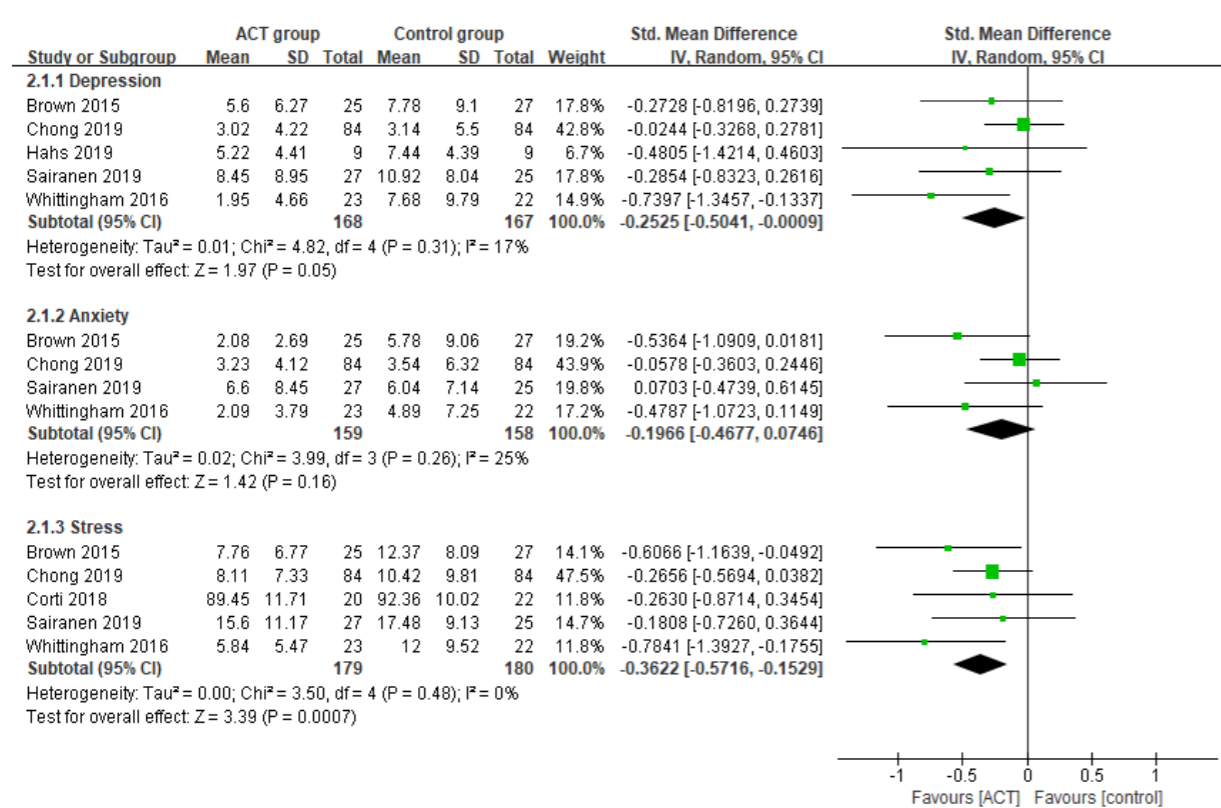 ACT group Control group Std. Mean Difference Std. Mean Difference
Study or Subgroup Mean SD Total Mean SD Total Weight IV, Random, 95% CI IV, Random, 95% CI
2.1.1 Depression
Brown 2015 5.6 6.27 25 7.78 9.1 27 17.8% -0.2728 [-0.8196, 0.2739]
Chong 2019 3.02 4.22 84 3.14 5.5 84 42.8% -0.0244 [-0.3268, 0.2781]
Hahs 2019 5.22 4.41 9 7.44 4.39 9 6.7% -0.4805 [-1.4214, 0.4603]
Sairanen 2019 8.45 8.95 27 10.92 8.04 25 17.8% -0.2854 [-0.8323, 0.2616]
Whittingham 2016 1.95 4.66 23 7.68 9.79 22 14.9% -0.7397 [-1.3457, -0.1337]
Subtotal (95% CI) 168 167 100.0% -0.2525 [-0.5041, -0.0009]
Heterogeneity: Tau² = 0.01; Chi² = 4.82, df = 4 (P = 0.31); I² = 17%
Test for overall effect: Z = 1.97 (P = 0.05)
2.1.2 Anxiety
Brown 2015 2.08 2.69 25 5.78 9.06 27 19.2% -0.5364 [-1.0909, 0.0181]
Chong 2019 3.23 4.12 84 3.54 6.32 84 43.9% -0.0578 [-0.3603, 0.2446]
Sairanen 2019 6.6 8.45 27 6.04 7.14 25 19.8% 0.0703 [-0.4739, 0.6145]
Whittingham 2016 2.09 3.79 23 4.89 7.25 22 17.2% -0.4787 [-1.0723, 0.1149]
Subtotal (95% CI) 159 158 100.0% -0.1966 [-0.4677, 0.0746]
Heterogeneity: Tau² = 0.02; Chi² = 3.99, df = 3 (P = 0.26); I² = 25%
Test for overall effect: Z = 1.42 (P = 0.16)
2.1.3 Stress
Brown 2015 7.76 6.77 25 12.37 8.09 27 14.1% -0.6066 [-1.1639, -0.0492]
Chong 2019 8.11 7.33 84 10.42 9.81 84 47.5% -0.2656 [-0.5694, 0.0382]
Corti 2018 89.45 11.71 20 92.36 10.02 22 11.8% -0.2630 [-0.8714, 0.3454]
Sairanen 2019 15.6 11.17 27 17.48 9.13 25 14.7% -0.1808 [-0.7260, 0.3644]
Whittingham 2016 5.84 5.47 23 12 9.52 22 11.8% -0.7841 [-1.3927, -0.1755]
Subtotal (95% CI) 179 180 100.0% -0.3622 [-0.5716, -0.1529]
Heterogeneity: Tau² = 0.00; Chi² = 3.50, df = 4 (P = 0.48); I² = 0%
Test for overall effect: Z = 3.39 (P = 0.0007)
-1 -0.5 0 0.5 1
Favours [ACT] Favours [control]